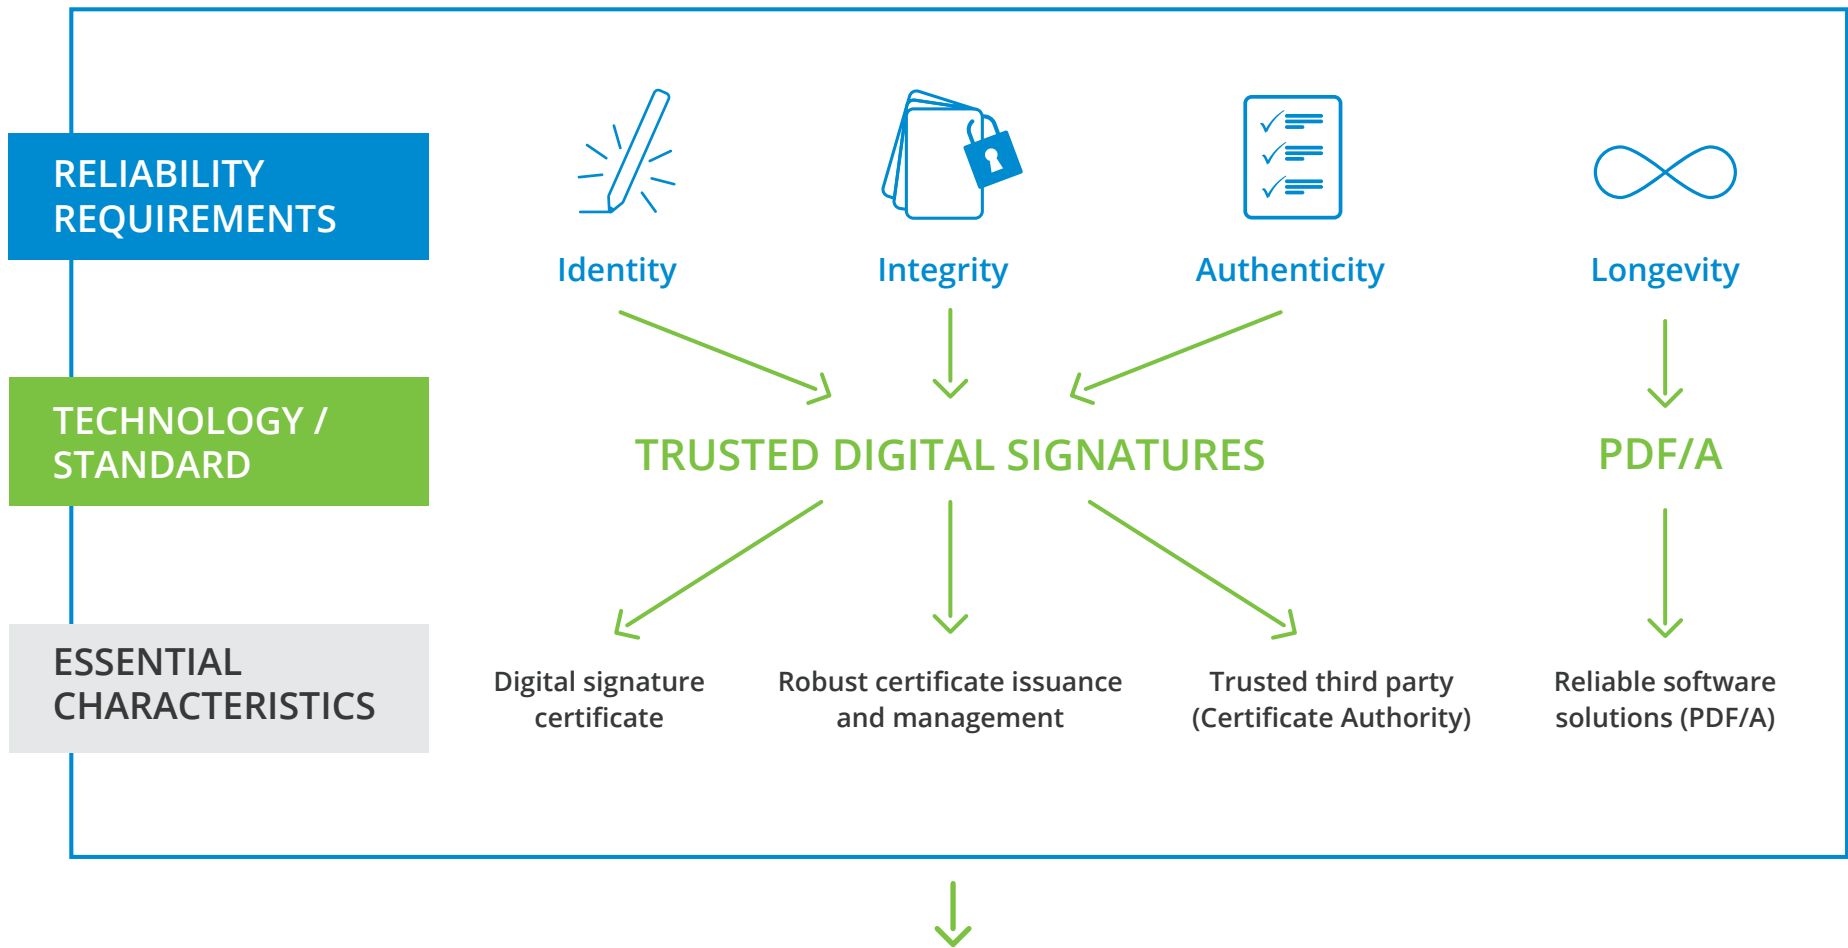 RELIABILITY
REQUIREMENTS
Identity
Integrity
Authenticity
Longevity
TECHNOLOGY /
STANDARD
TRUSTED DIGITAL SIGNATURES
PDF/A
ESSENTIAL
CHARACTERISTICS
Digital signature
certificate
Robust certificate issuance
and management
Trusted third party
(Certificate Authority)
Reliable software
solutions (PDF/A)